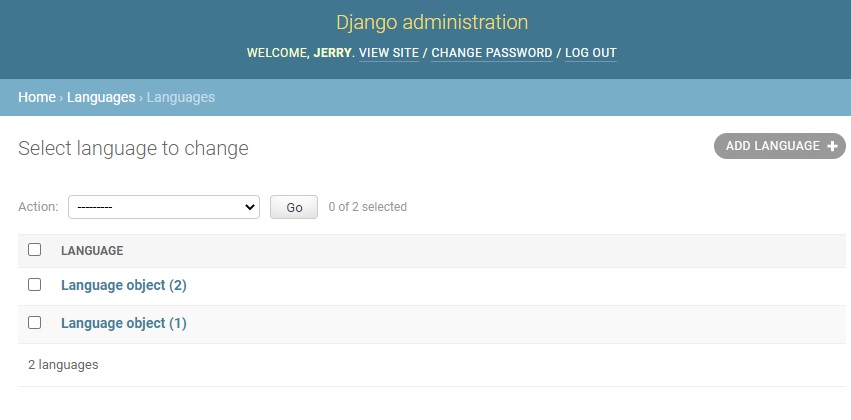 Django administration
WELCOME, JERRY. VIEW SITE / CHANGE PASSWORD / LOG OUT
Home › Languages › Languages
Select language to change
ADD LANGUAGE +
Action: --------- Go 0 of 2 selected
LANGUAGE
Language object (2)
Language object (1)
2 languages